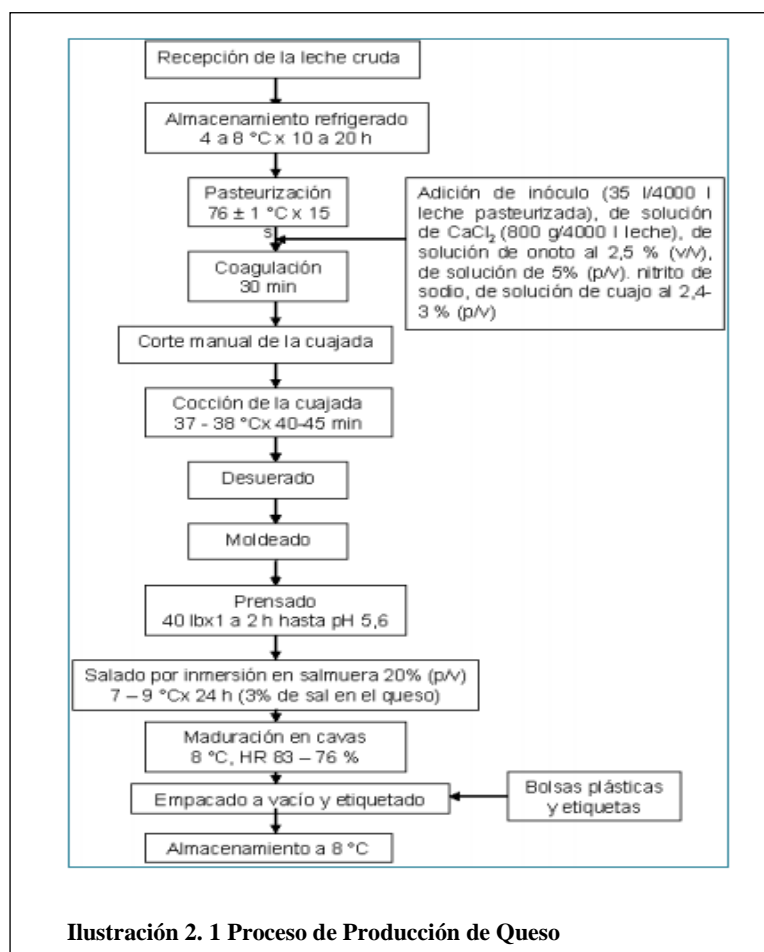 Recepción de la leche cruda
Almacenamiento refrigerado
4 a 8 °C x 10 a 20 h
Pasteurización
76 ± 1 °C x 15
s
Adición de inóculo (35 l/4000 l
leche pasteurizada), de solución
de CaCl₂ (800 g/4000 l leche), de
solución de onoto al 2,5 % (v/v),
de solución de 5% (p/v). nitrito de
sodio, de solución de cuajo al 2,4-
3 % (p/v)
Coagulación
30 min
Corte manual de la cuajada
Cocción de la cuajada
37 - 38 °Cx 40-45 min
Desuerado
Moldeado
Prensado
40 lbx1 a 2 h hasta pH 5,6
Salado por inmersión en salmuera 20% (p/v)
7 – 9 °Cx 24 h (3% de sal en el queso)
Maduración en cavas
8 °C, HR 83 – 76 %
Empacado a vacío y etiquetado
Bolsas plásticas
y etiquetas
Almacenamiento a 8 °C
Ilustración 2. 1 Proceso de Producción de Queso